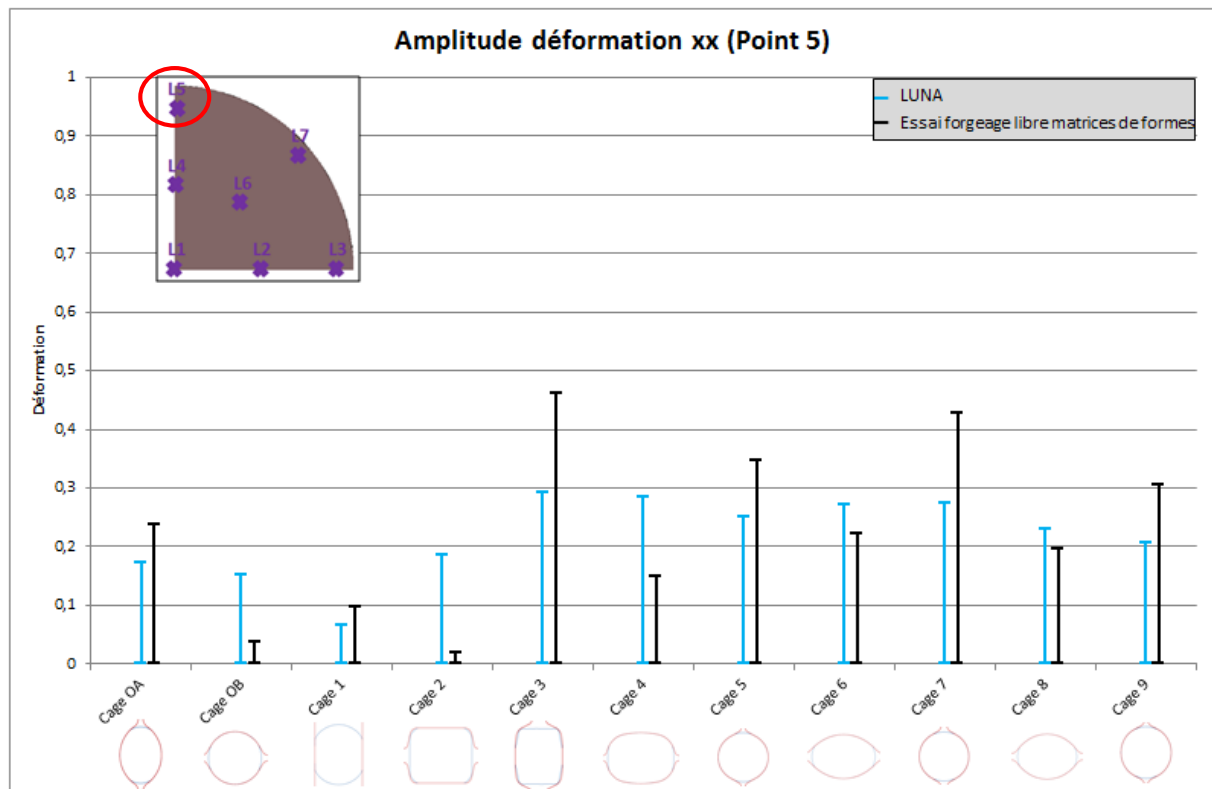 Amplitude déformation xx (Point 5)
LUNA
Essai forgeage libre matrices de formes
L5
L7
L4
L6
L1 L2 L3
Déformation
1
0,9
0,8
0,7
0,6
0,5
0,4
0,3
0,2
0,1
0
Cage OA
Cage OB
Cage 1
Cage 2
Cage 3
Cage 4
Cage 5
Cage 6
Cage 7
Cage 8
Cage 9